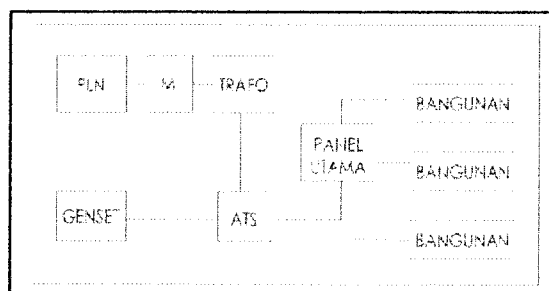 PLN M TRAFO
BANGUNAN
PANEL
UTAMA
BANGUNAN
GENSET ATS
BANGUNAN